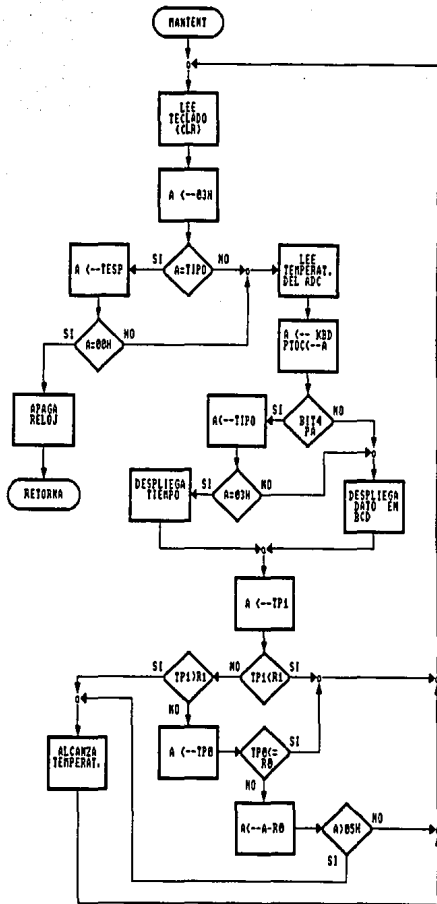 MANTENT
LEE
TECLADO
(CLR)
A <--03H
A <--TESP
SI
A=TIPO
NO
LEE
TEMPERAT.
DEL ADC
SI
A=00H
NO
A <-- KBD
PTOC<--A
APAGA
RELOJ
A<--TIPO
SI
BIT4
PA
NO
RETORNA
DESPLIEGA
TIEMPO
SI
A=03H
NO
DESPLIEGA
DATO EM
BCD
A <--TP1
SI
TP1>R1
NO
TP1<R1
SI
NO
ALCANZA
TEMPERAT.
A <--TP0
TP0<=
R0
SI
NO
A<--A-R0
A>05H
NO
SI